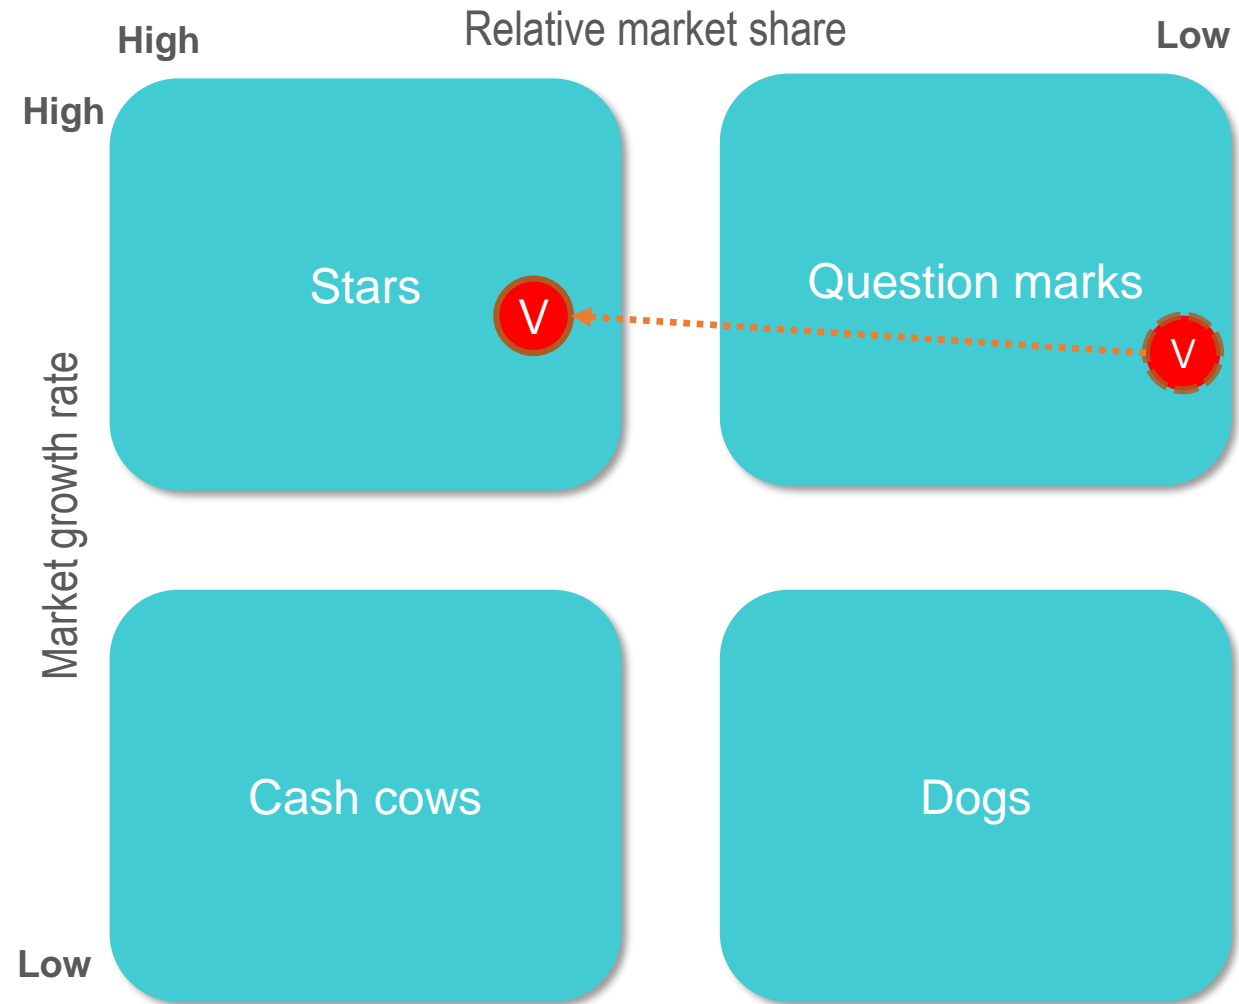 High
Relative market share
Low
High
Stars
Question marks
V
V
Market growth rate
Cash cows
Dogs
Low